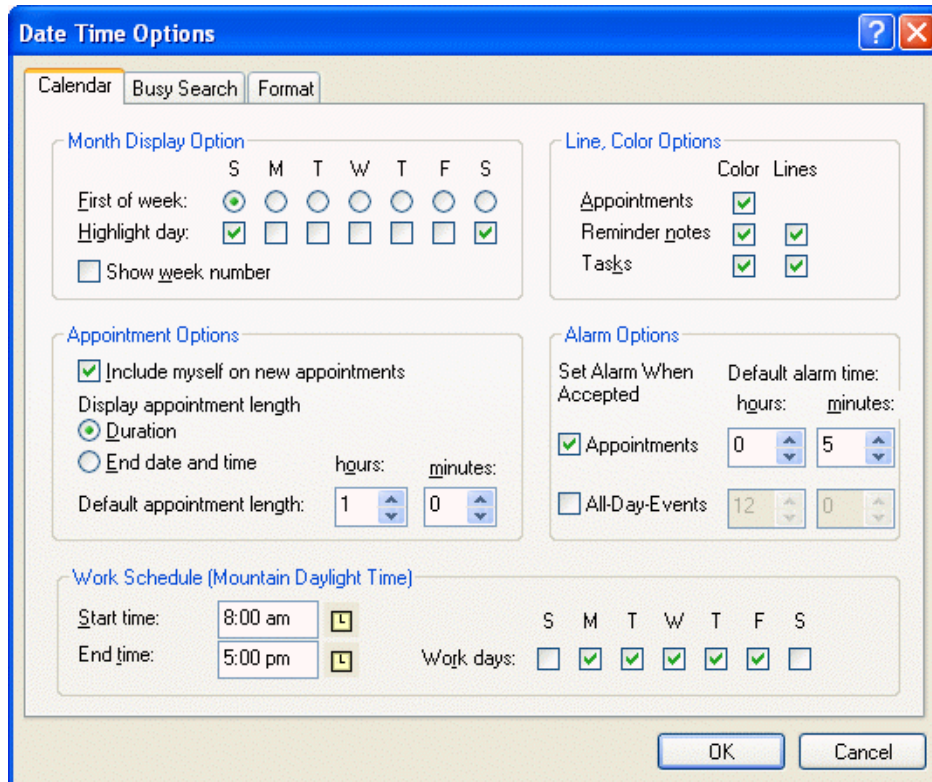 Date Time Options
Calendar Busy Search Format
Month Display Option
S M T W T F S
First of week:
Highlight day:
Show week number
Line, Color Options
Color Lines
Appointments
Reminder notes
Tasks
Appointment Options
Include myself on new appointments
Display appointment length
Duration
End date and time
hours: minutes:
Default appointment length: 1 0
Alarm Options
Set Alarm When
Accepted
Default alarm time:
hours: minutes:
Appointments 0 5
All-Day-Events 12 0
Work Schedule (Mountain Daylight Time)
Start time: 8:00 am
End time: 5:00 pm
S M T W T F S
Work days:
OK Cancel